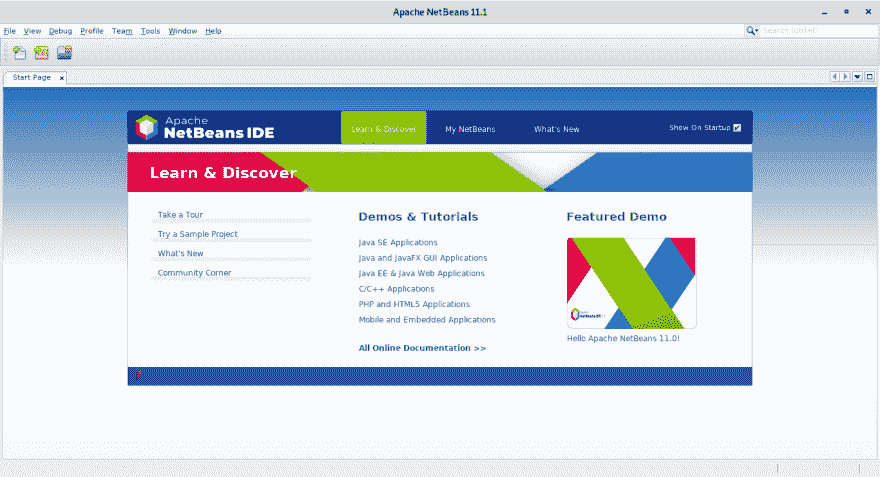 Apache NetBeans 11.1
File View Debug Profile Team Tools Window Help
Search (Ctrl+I)
Start Page
Apache
NetBeans IDE
Learn & Discover
My NetBeans
What's New
Show On Startup
Learn & Discover
Take a Tour
Try a Sample Project
What's New
Community Corner
Demos & Tutorials
Java SE Applications
Java and JavaFX GUI Applications
Java EE & Java Web Applications
C/C++ Applications
PHP and HTML5 Applications
Mobile and Embedded Applications
All Online Documentation >>
Featured Demo
Hello Apache NetBeans 11.0!